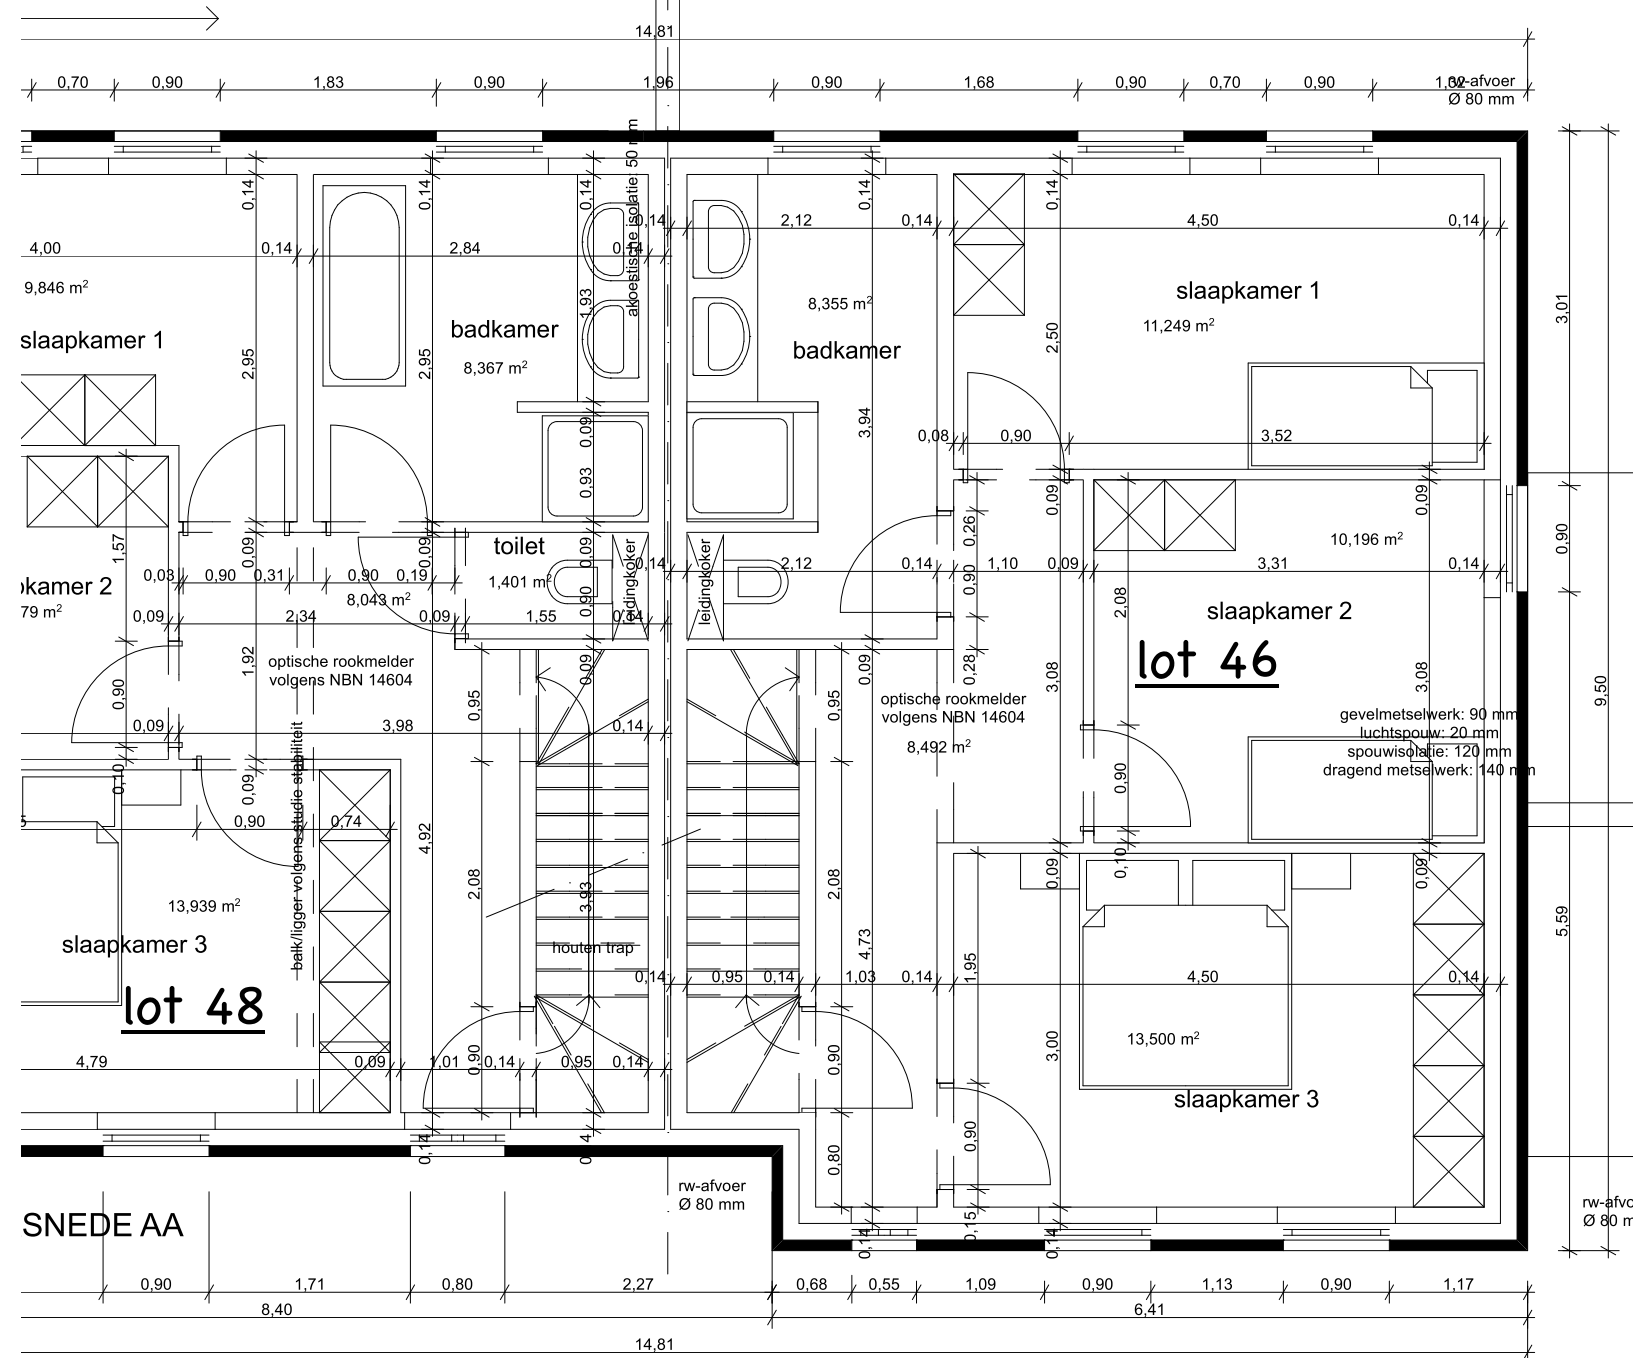 14,81
0,70 0,90 1,83 0,90 1,96 0,90 1,68 0,90 0,70 0,90 1,32
rw-afvoer
Ø 80 mm
akoestische isolatie: 50 mm
0,14 0,14 0,14 0,14 0,14
0,14 2,12 0,14 4,50 0,14
4,00 0,14 2,84 0,14
9,846 m²
slaapkamer 1
badkamer
8,367 m²
1,93
8,355 m²
badkamer
slaapkamer 1
11,249 m²
3,01
2,95 2,95 2,50
3,94
0,09
0,08 0,90 3,52
0,93
0,09 0,09
0,26
10,196 m²
0,90
1,57
0,09 0,09 0,09
toilet
1,401 m²
leidingkoker
leidingkoker
0,14 2,12 0,14 1,10 0,09 3,31 0,14
0,03 0,90 0,31 0,90 0,19
8,043 m²
0,90 0,90
2,08
kamer 2
79 m²
slaapkamer 2
lot 46
0,09 2,34 0,09 1,55 0,14
optische rookmelder
volgens NBN 14604
1,92
0,09 0,09
0,28
3,08 3,08
9,50
0,90
0,95 0,95
optische rookmelder
volgens NBN 14604
8,492 m²
gevelmetselwerk: 90 mm
luchtspouw: 20 mm
spouwisolatie: 120 mm
dragend metselwerk: 140 mm
0,09 3,98 0,14
balk/ligger volgens studie stabiliteit
0,10 0,09
0,90
0,90 0,74
4,92
2,08 3,93 2,08
0,09 0,10 0,09
5,59
13,939 m²
slaapkamer 3
lot 48
houten trap
4,73
1,95
0,14 0,95 0,14 1,03 0,14 4,50 0,14
3,00
13,500 m²
slaapkamer 3
4,79 0,09 1,01 0,14 0,95 0,14
0,90 0,90
0,90
0,14
0,80
rw-afvoer
Ø 80 mm
0,15
0,14 0,14
SNEDE AA
0,90 1,71 0,80 2,27 0,68 0,55 1,09 0,90 1,13 0,90 1,17
8,40 6,41
14,81